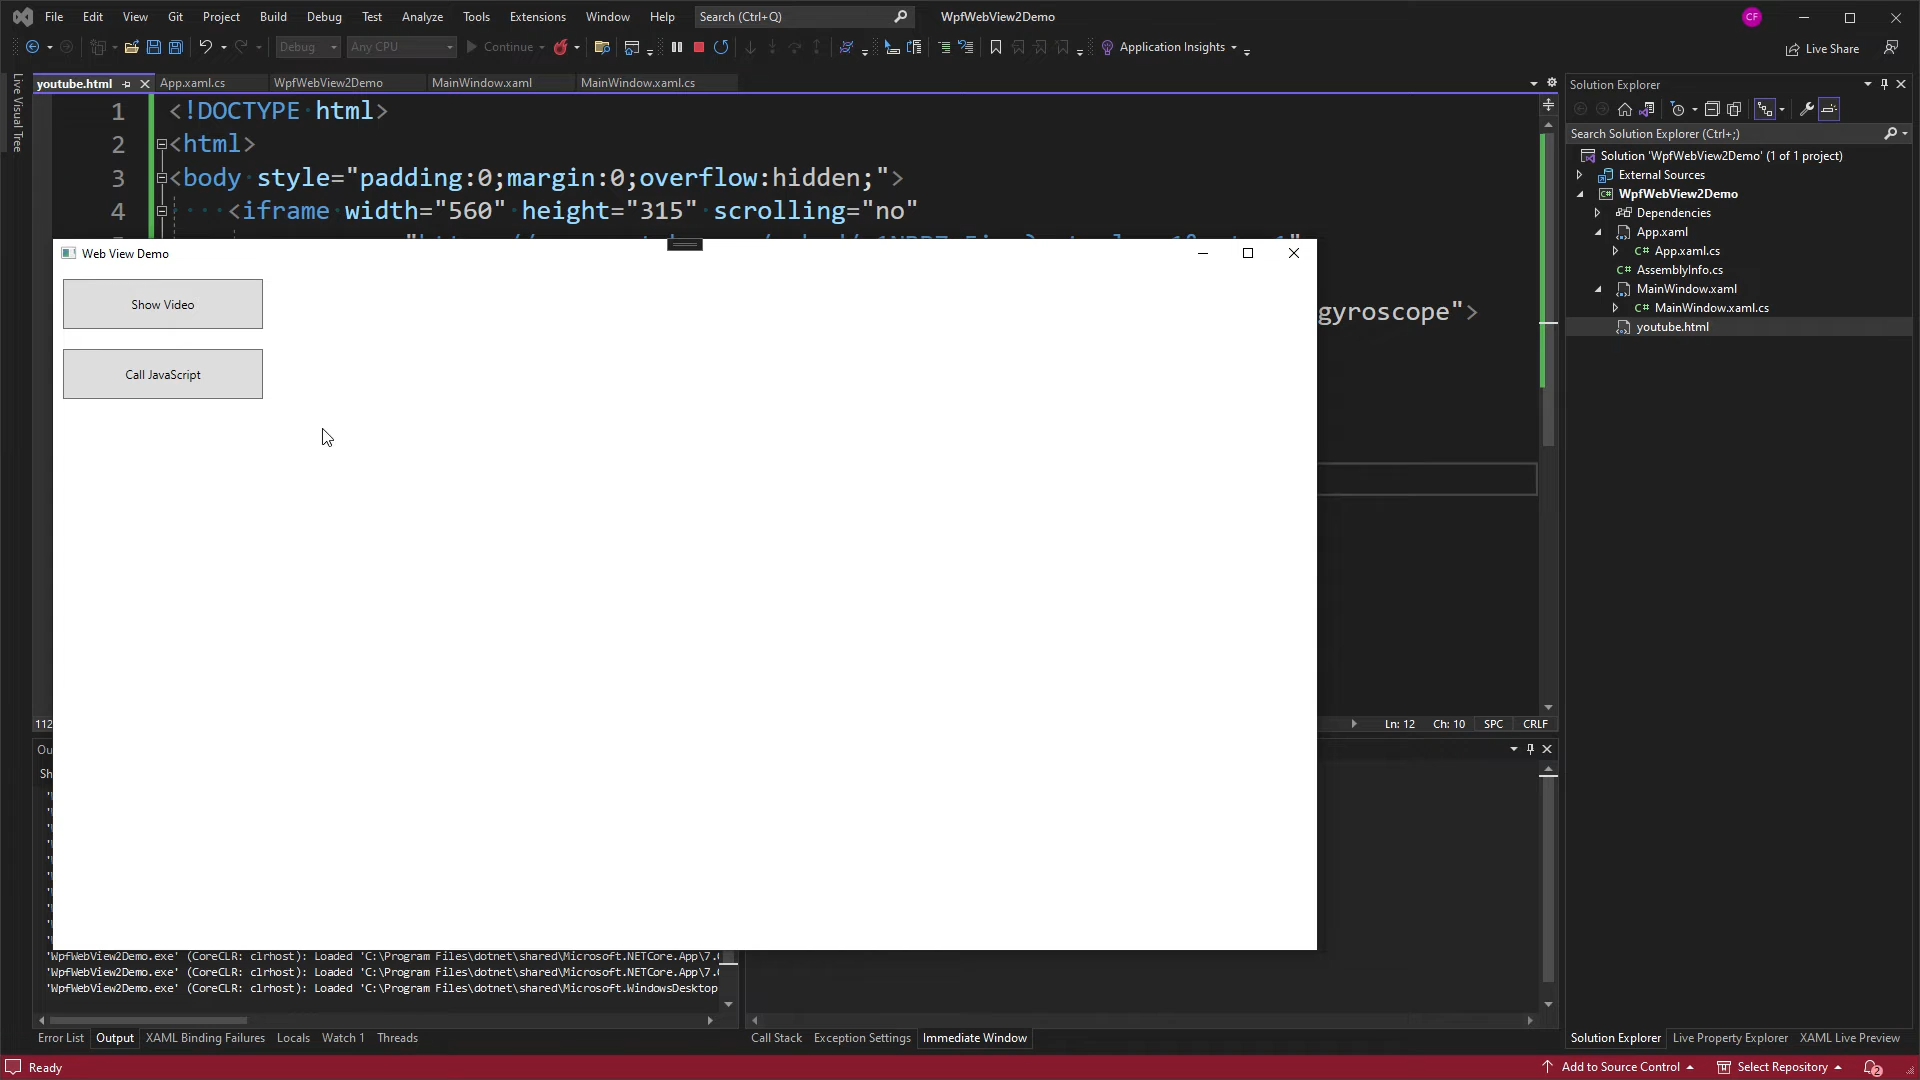 File Edit View Git Project Build Debug Test Analyze Tools Extensions Window Help Search (Ctrl+Q) WpfWebView2Demo CF
Debug Any CPU Continue Application Insights Live Share
Live Visual Tree
youtube.html App.xaml.cs WpfWebView2Demo MainWindow.xaml MainWindow.xaml.cs
1 <!DOCTYPE html>
2 <html>
3 <body style="padding:0;margin:0;overflow:hidden;">
4 <iframe width="560" height="315" scrolling="no"
gyroscope">
Web View Demo
Show Video
Call JavaScript
112
Ln: 12 Ch: 10 SPC CRLF
Ou
Sh
'WpfWebView2Demo.exe' (CoreCLR: clrhost): Loaded 'C:\Program Files\dotnet\shared\Microsoft.NETCore.App\7.
'WpfWebView2Demo.exe' (CoreCLR: clrhost): Loaded 'C:\Program Files\dotnet\shared\Microsoft.NETCore.App\7.
'WpfWebView2Demo.exe' (CoreCLR: clrhost): Loaded 'C:\Program Files\dotnet\shared\Microsoft.WindowsDesktop
Error List Output XAML Binding Failures Locals Watch 1 Threads
Call Stack Exception Settings Immediate Window
Solution Explorer
Search Solution Explorer (Ctrl+;)
Solution 'WpfWebView2Demo' (1 of 1 project)
External Sources
C# WpfWebView2Demo
Dependencies
App.xaml
C# App.xaml.cs
C# AssemblyInfo.cs
MainWindow.xaml
C# MainWindow.xaml.cs
youtube.html
Solution Explorer Live Property Explorer XAML Live Preview
Ready Add to Source Control Select Repository 2